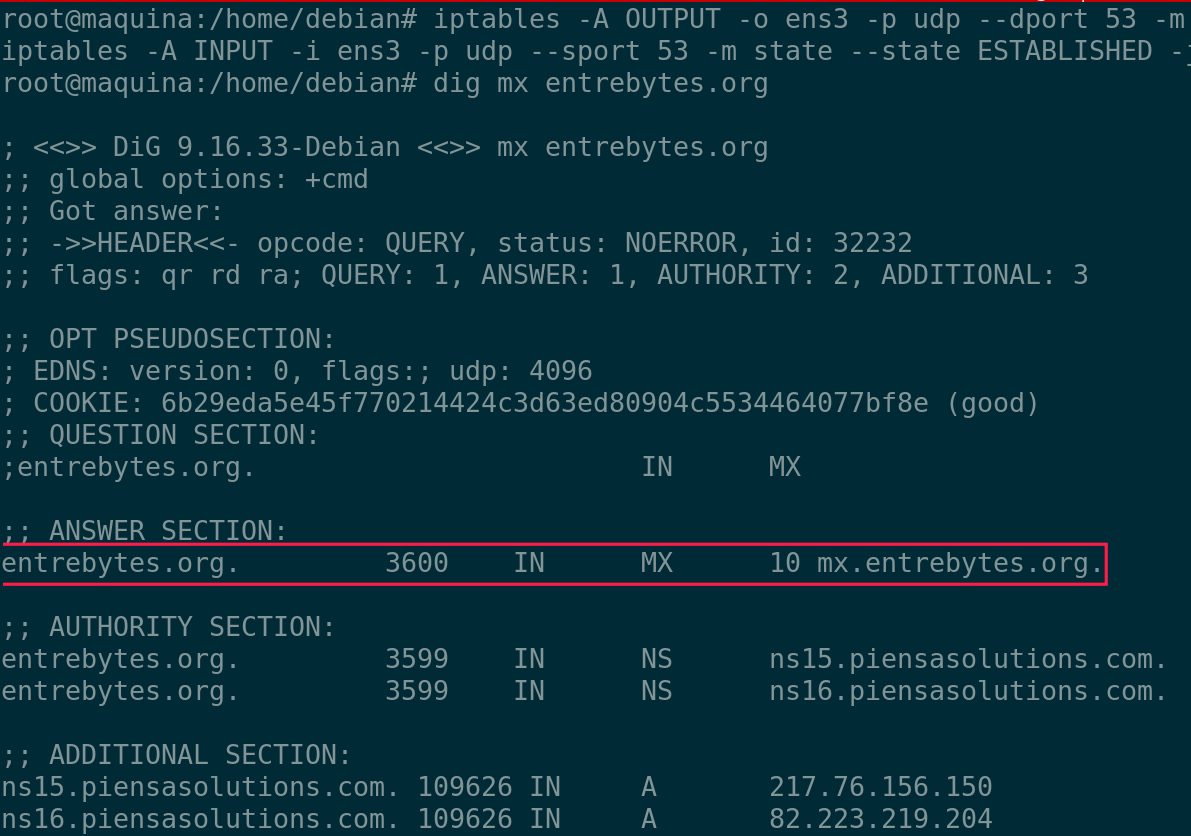 root@maquina:/home/debian# iptables -A OUTPUT -o ens3 -p udp --dport 53 -m
iptables -A INPUT -i ens3 -p udp --sport 53 -m state --state ESTABLISHED -
root@maquina:/home/debian# dig mx entrebytes.org
; <<>> DiG 9.16.33-Debian <<>> mx entrebytes.org
;; global options: +cmd
;; Got answer:
;; ->>HEADER<<- opcode: QUERY, status: NOERROR, id: 32232
;; flags: qr rd ra; QUERY: 1, ANSWER: 1, AUTHORITY: 2, ADDITIONAL: 3
;; OPT PSEUDOSECTION:
; EDNS: version: 0, flags:; udp: 4096
; COOKIE: 6b29eda5e45f770214424c3d63ed80904c5534464077bf8e (good)
;; QUESTION SECTION:
;entrebytes.org. IN MX
;; ANSWER SECTION:
entrebytes.org. 3600 IN MX 10 mx.entrebytes.org.
;; AUTHORITY SECTION:
entrebytes.org. 3599 IN NS ns15.piensasolutions.com.
entrebytes.org. 3599 IN NS ns16.piensasolutions.com.
;; ADDITIONAL SECTION:
ns15.piensasolutions.com. 109626 IN A 217.76.156.150
ns16.piensasolutions.com. 109626 IN A 82.223.219.204